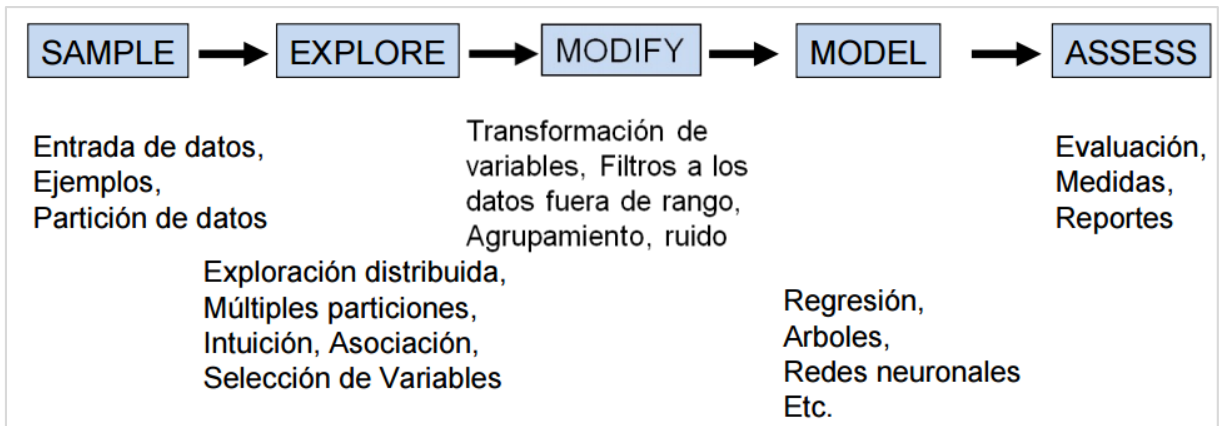 SAMPLE
EXPLORE
MODIFY
MODEL
ASSESS
Entrada de datos,
Ejemplos,
Partición de datos
Exploración distribuida,
Múltiples particiones,
Intuición, Asociación,
Selección de Variables
Transformación de
variables, Filtros a los
datos fuera de rango,
Agrupamiento, ruido
Regresión,
Arboles,
Redes neuronales
Etc.
Evaluación,
Medidas,
Reportes